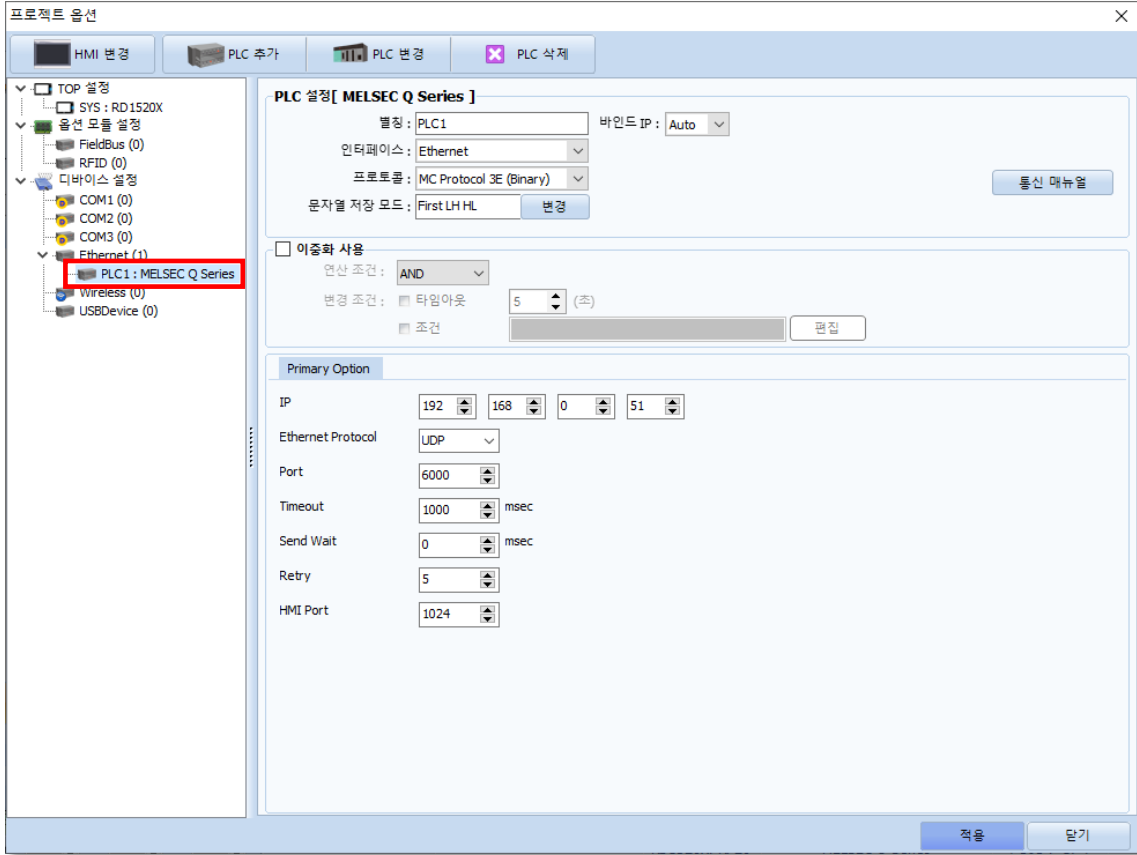 프로젝트 옵션
HMI 변경 PLC 추가 PLC 변경 PLC 삭제
TOP 설정
SYS : RD1520X
옵션 모듈 설정
FieldBus (0)
RFID (0)
디바이스 설정
COM1 (0)
COM2 (0)
COM3 (0)
Ethernet (1)
PLC1 : MELSEC Q Series
Wireless (0)
USBDevice (0)
PLC 설정[ MELSEC Q Series ]
별칭 : PLC1 바인드 IP : Auto
인터페이스 : Ethernet
프로토콜 : MC Protocol 3E (Binary)
통신 매뉴얼
문자열 저장 모드 : First LH HL 변경
이중화 사용
연산 조건 : AND
변경 조건 : 타임아웃 5 (초)
조건 편집
Primary Option
IP 192 168 0 51
Ethernet Protocol UDP
Port 6000
Timeout 1000 msec
Send Wait 0 msec
Retry 5
HMI Port 1024
적용 닫기